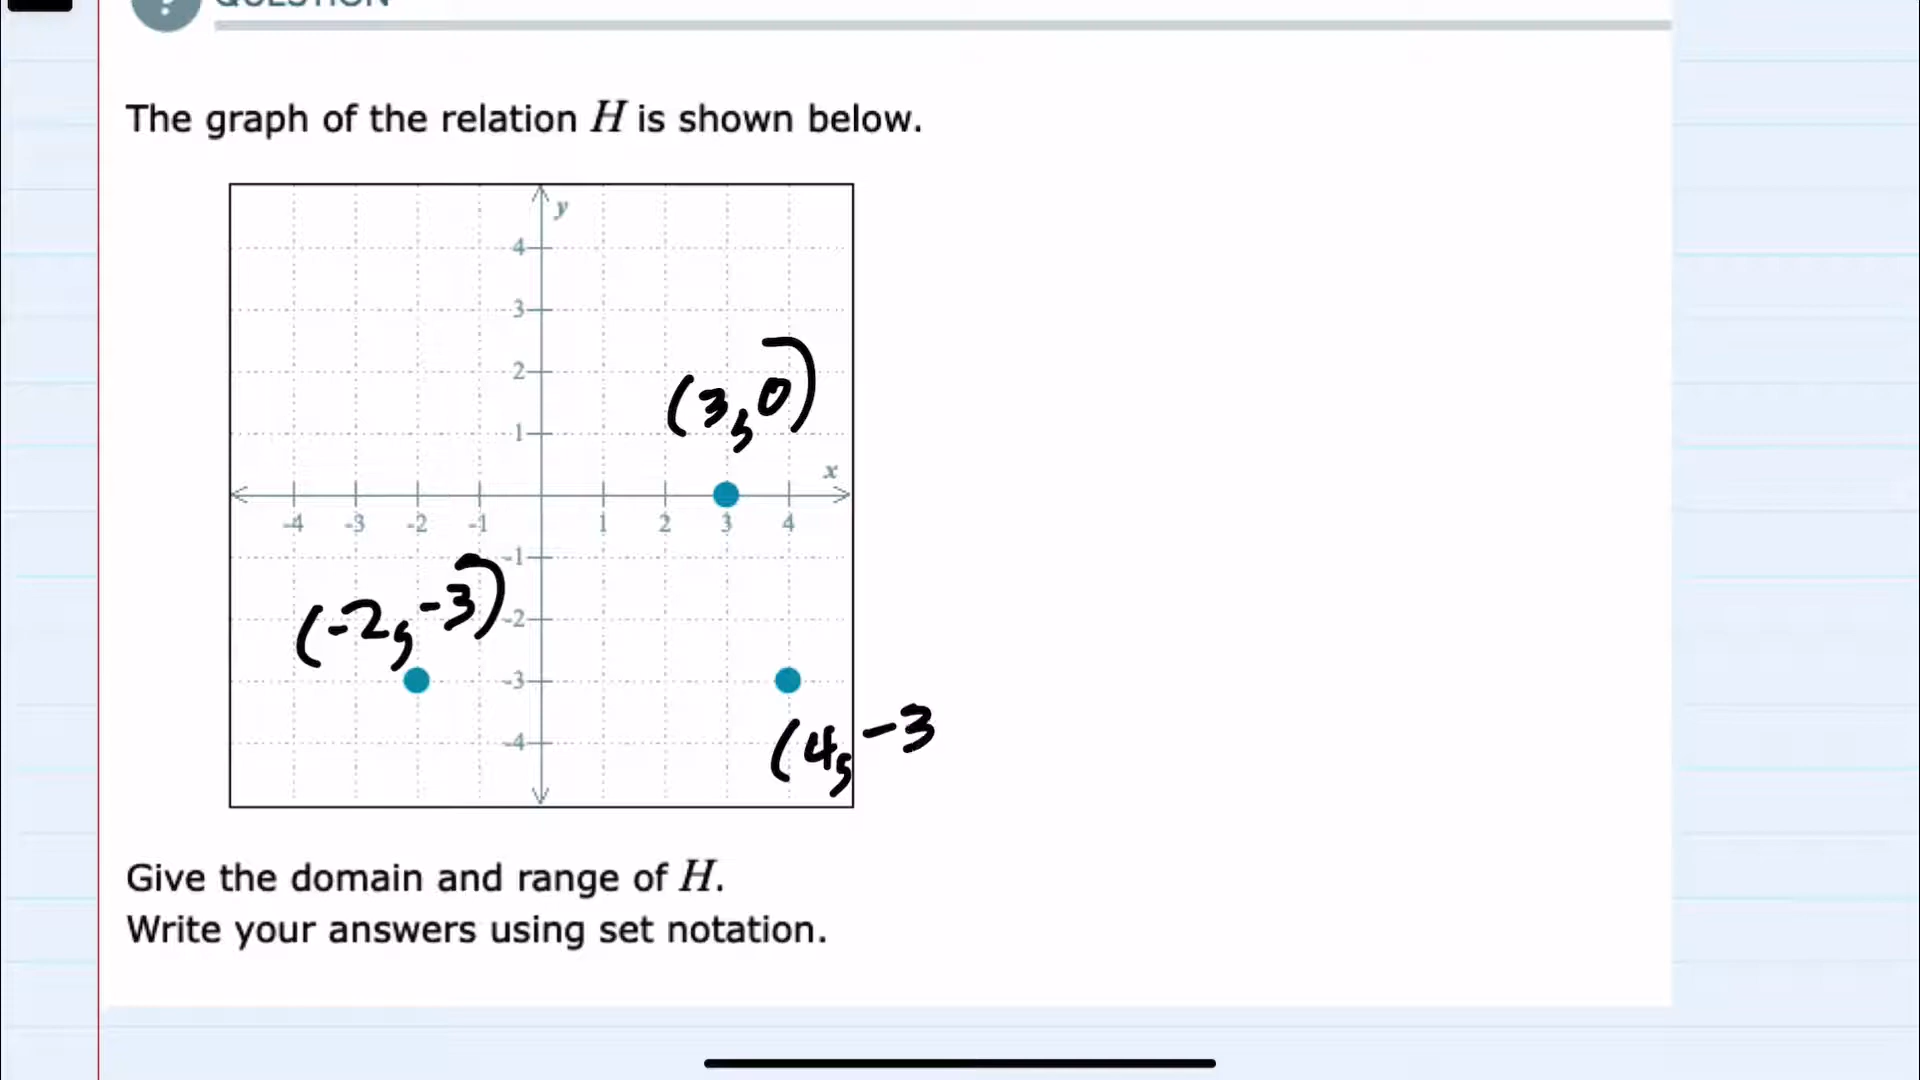 ? QUESTION
The graph of the relation H is shown below.
y
4
3
2
1
(3,0)
x
-4 -3 -2 -1 1 2 3 4
-1
(-2,-3)
-2
-3
-4
(4,-3
Give the domain and range of H.
Write your answers using set notation.